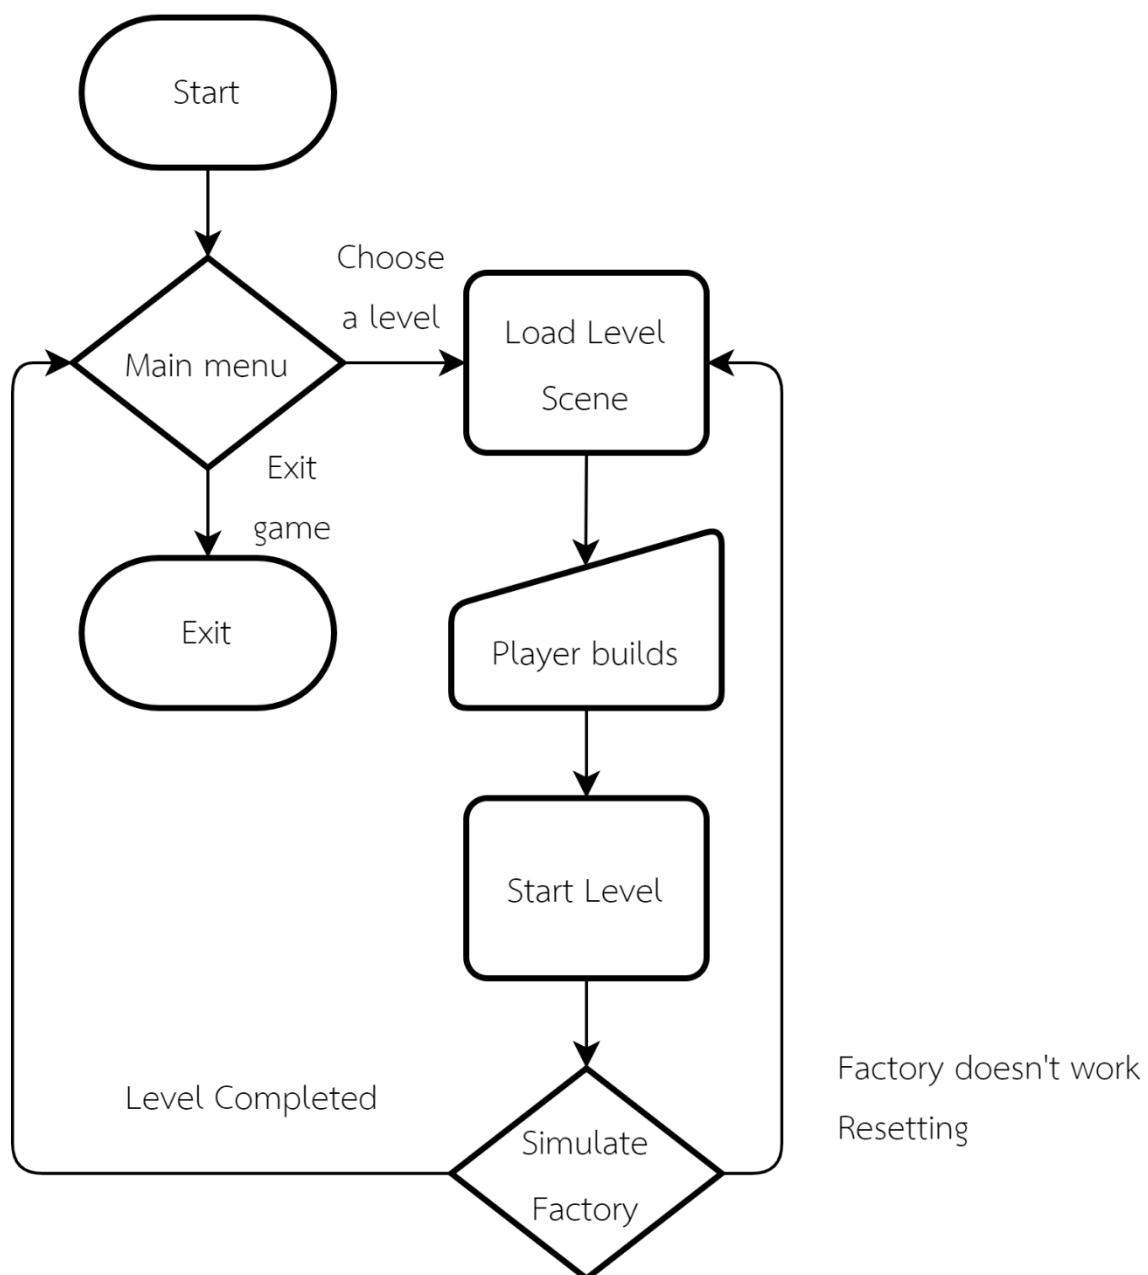 Start
Choose
a level
Load Level
Scene
Main menu
Exit
game
Exit
Player builds
Start Level
Level Completed
Factory doesn't work
Resetting
Simulate
Factory